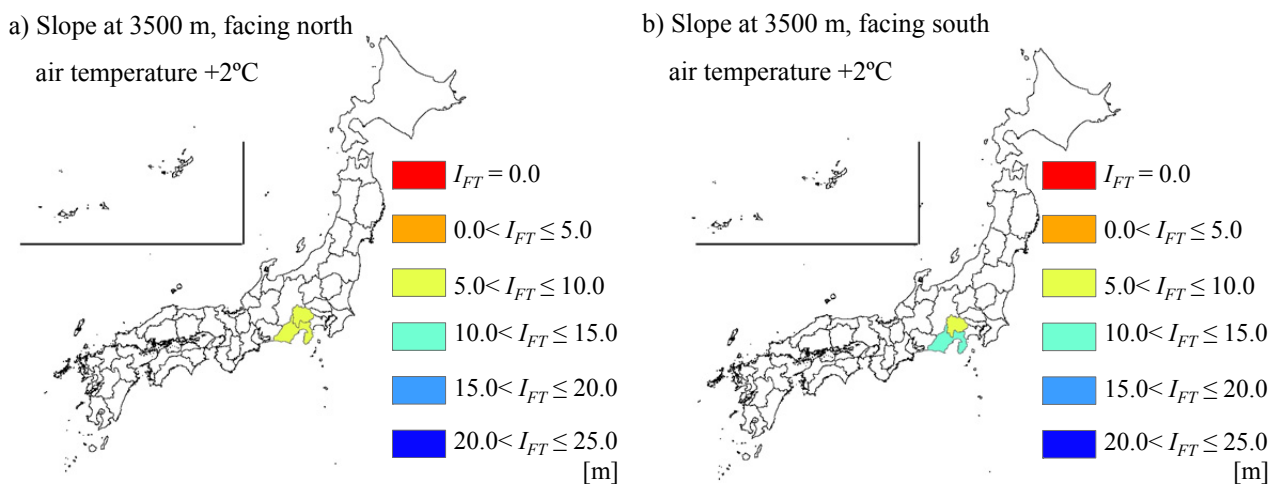 a) Slope at 3500 m, facing north
air temperature +2ºC
I_FT = 0.0
0.0< I_FT ≤ 5.0
5.0< I_FT ≤ 10.0
10.0< I_FT ≤ 15.0
15.0< I_FT ≤ 20.0
20.0< I_FT ≤ 25.0
[m]
b) Slope at 3500 m, facing south
air temperature +2ºC
I_FT = 0.0
0.0< I_FT ≤ 5.0
5.0< I_FT ≤ 10.0
10.0< I_FT ≤ 15.0
15.0< I_FT ≤ 20.0
20.0< I_FT ≤ 25.0
[m]